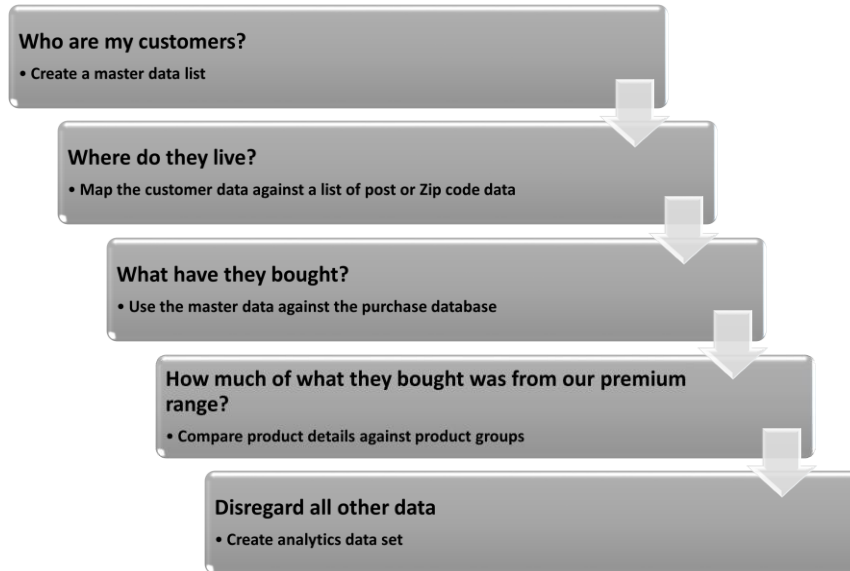 Who are my customers?
• Create a master data list
Where do they live?
• Map the customer data against a list of post or Zip code data
What have they bought?
• Use the master data against the purchase database
How much of what they bought was from our premium
range?
• Compare product details against product groups
Disregard all other data
• Create analytics data set